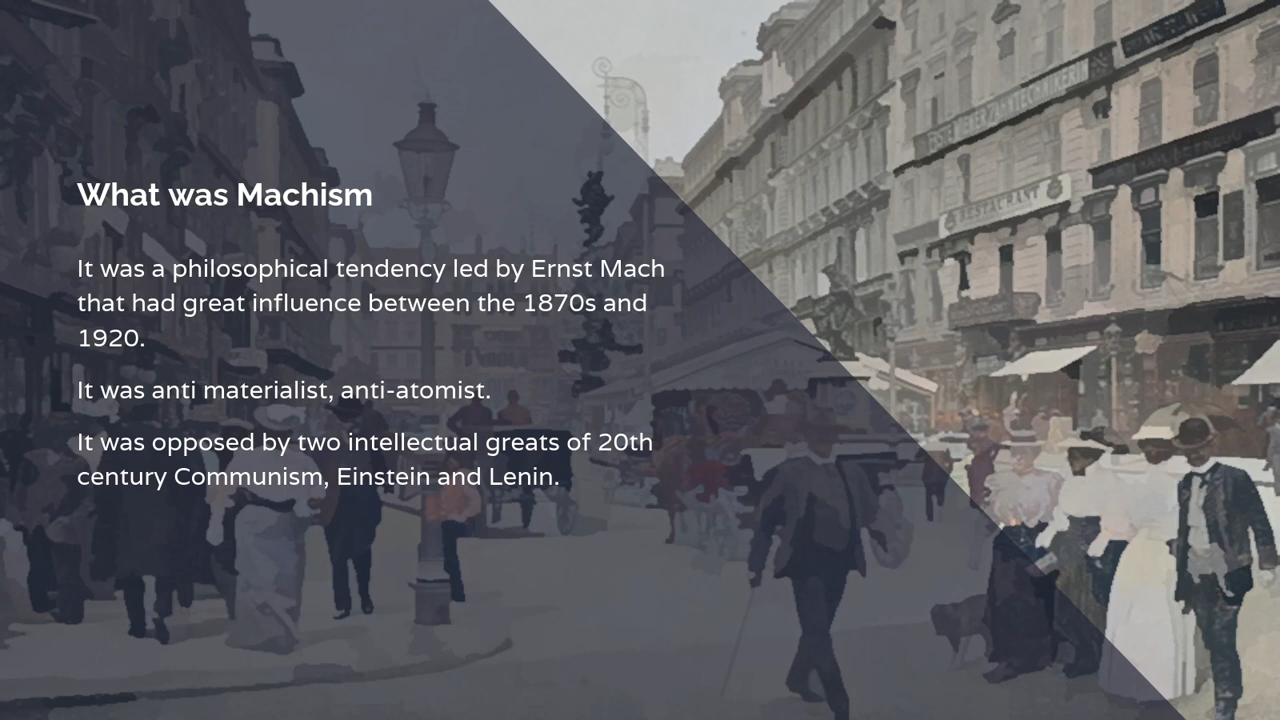 What was Machism
It was a philosophical tendency led by Ernst Mach
that had great influence between the 1870s and
1920.
It was anti materialist, anti-atomist.
It was opposed by two intellectual greats of 20th
century Communism, Einstein and Lenin.
RESTAURANT